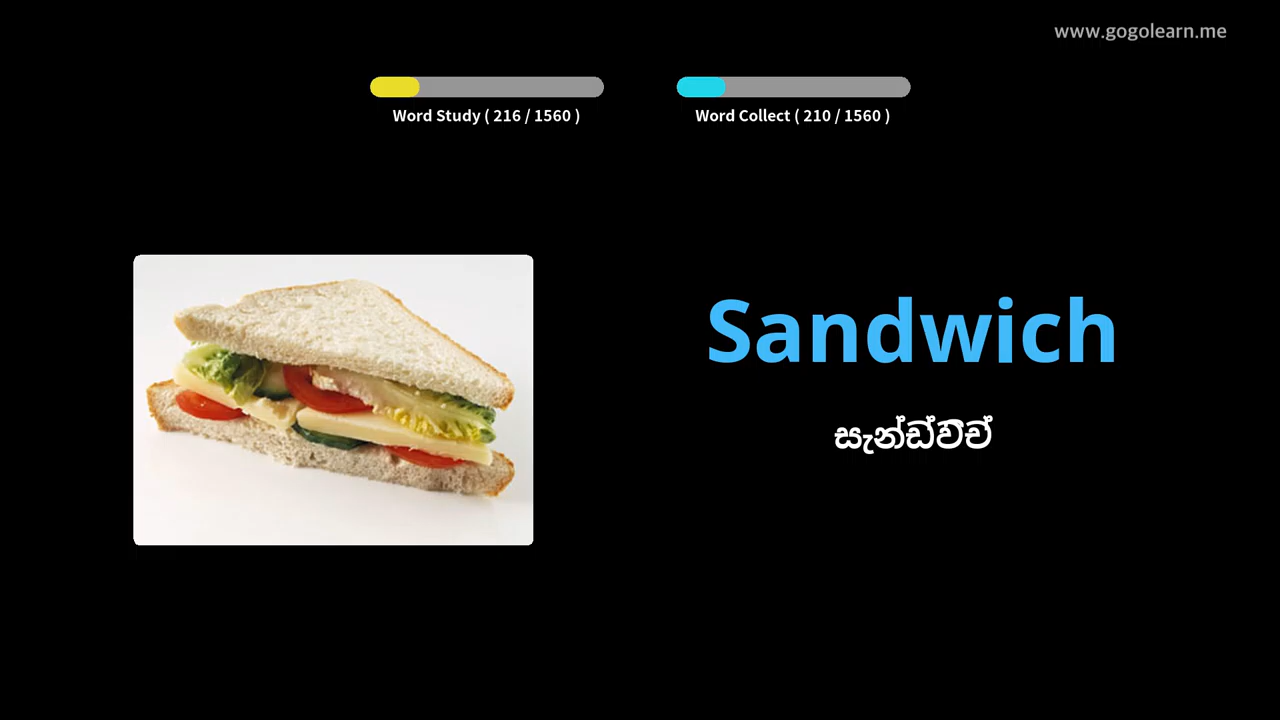 www.gogolearn.me
Word Study ( 216 / 1560 )
Word Collect ( 210 / 1560 )
Sandwich
සැන්ඩ්විච්